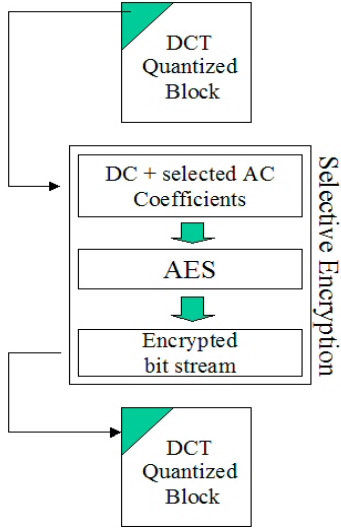 DCT
Quantized
Block
DC + selected AC
Coefficients
AES
Encrypted
bit stream
Selective Encryption
DCT
Quantized
Block